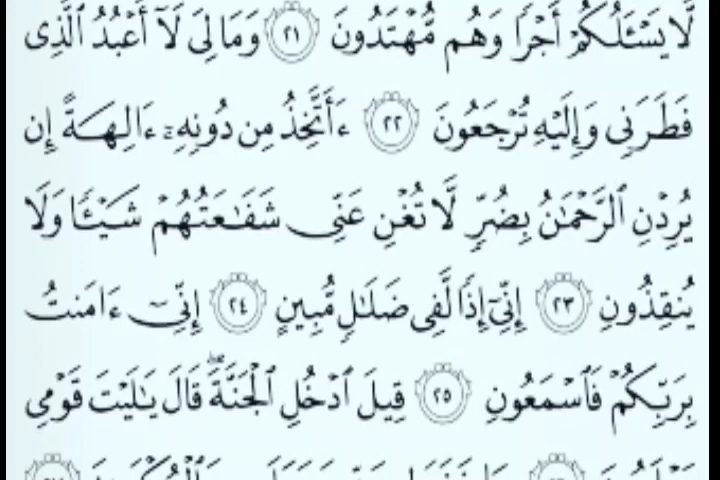 لَّا يَسْـَٔلُكُمْ أَجْرًا وَهُم مُّهْتَدُونَ ٢١ وَمَا لِىَ لَآ أَعْبُدُ ٱلَّذِى
فَطَرَنِى وَإِلَيْهِ تُرْجَعُونَ ٢٢ ءَأَتَّخِذُ مِن دُونِهِۦٓ ءَالِهَةً إِن
يُرِدْنِ ٱلرَّحْمَٰنُ بِضُرٍّ لَّا تُغْنِ عَنِّى شَفَٰعَتُهُمْ شَيْـًٔا وَلَا
يُنقِذُونِ ٢٣ إِنِّىٓ إِذًا لَّفِى ضَلَٰلٍ مُّبِينٍ ٢٤ إِنِّىٓ ءَامَنتُ
بِرَبِّكُمْ فَٱسْمَعُونِ ٢٥ قِيلَ ٱدْخُلِ ٱلْجَنَّةَ ۖ قَالَ يَٰلَيْتَ قَوْمِى